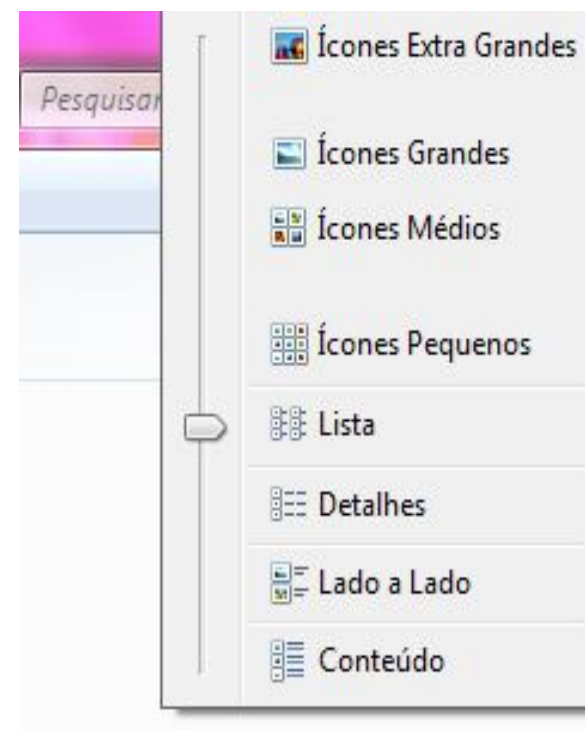 Ícones Extra Grandes
Pesquisar
Ícones Grandes
Ícones Médios
Ícones Pequenos
Lista
Detalhes
Lado a Lado
Conteúdo